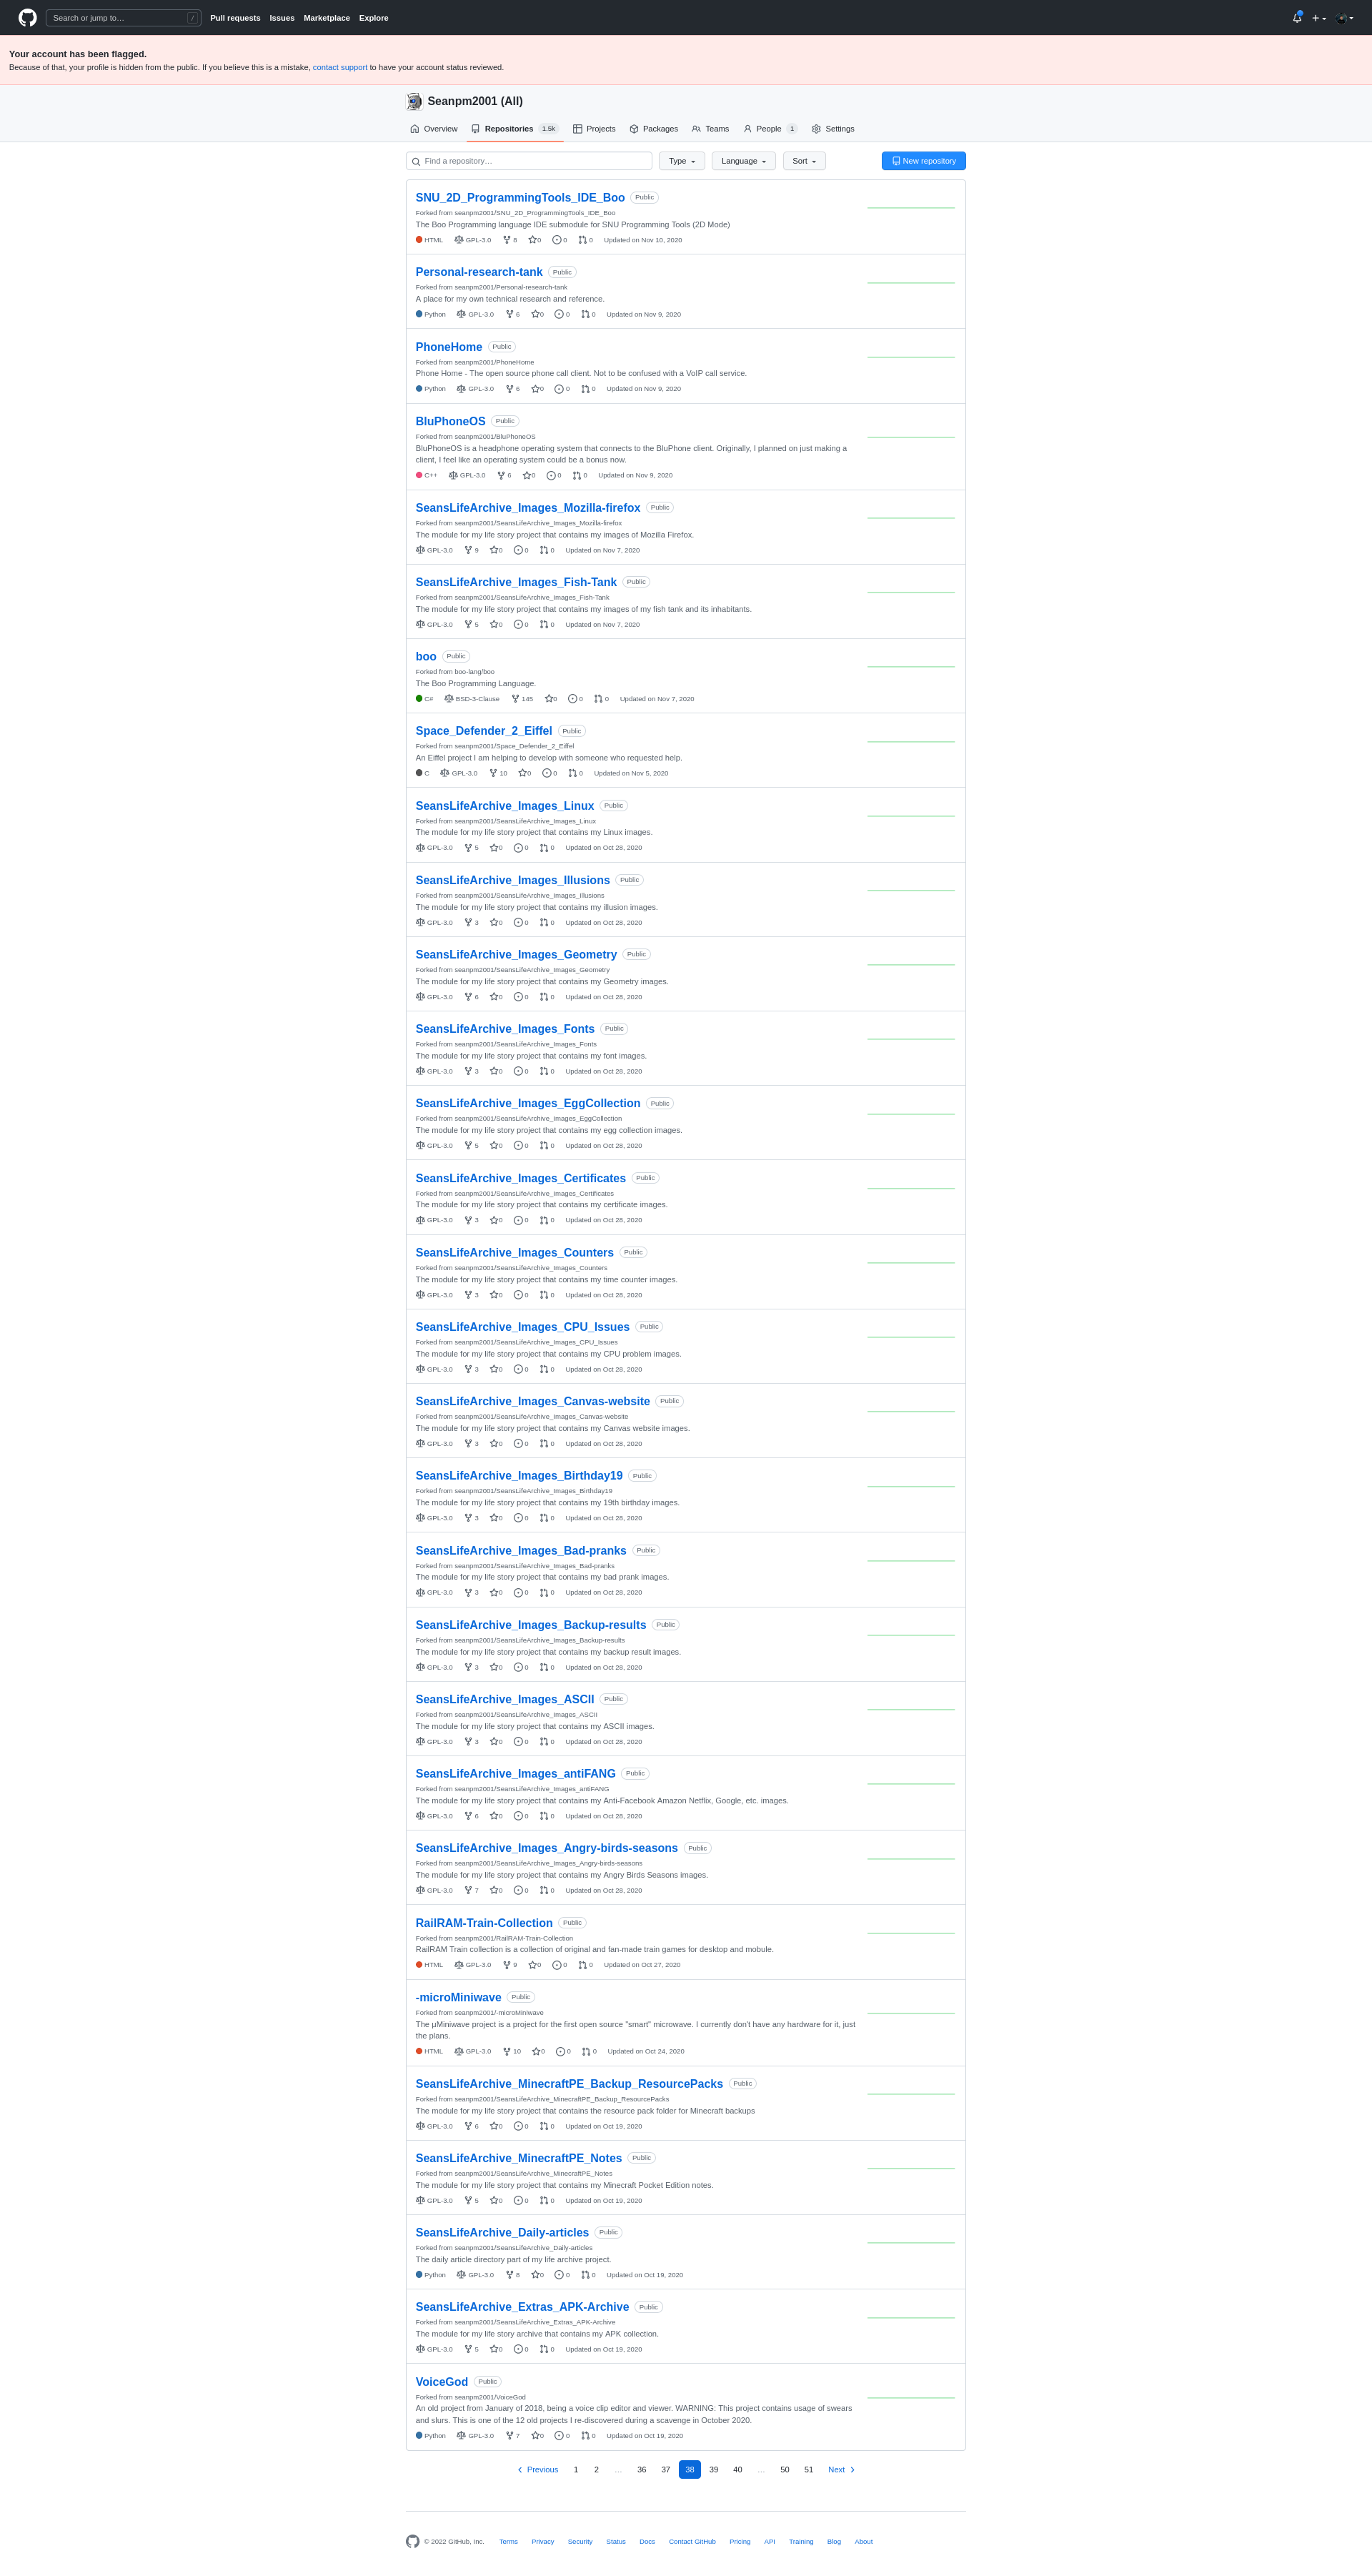 Search or jump to… /
Pull requests Issues Marketplace Explore
Your account has been flagged.
Because of that, your profile is hidden from the public. If you believe this is a mistake, contact support to have your account status reviewed.
Seanpm2001 (All)
Overview Repositories 1.5k Projects Packages Teams People 1 Settings
Find a repository… Type Language Sort New repository
SNU_2D_ProgrammingTools_IDE_Boo Public
Forked from seanpm2001/SNU_2D_ProgrammingTools_IDE_Boo
The Boo Programming language IDE submodule for SNU Programming Tools (2D Mode)
HTML GPL-3.0 8 0 0 0 Updated on Nov 10, 2020
Personal-research-tank Public
Forked from seanpm2001/Personal-research-tank
A place for my own technical research and reference.
Python GPL-3.0 6 0 0 0 Updated on Nov 9, 2020
PhoneHome Public
Forked from seanpm2001/PhoneHome
Phone Home - The open source phone call client. Not to be confused with a VoIP call service.
Python GPL-3.0 6 0 0 0 Updated on Nov 9, 2020
BluPhoneOS Public
Forked from seanpm2001/BluPhoneOS
BluPhoneOS is a headphone operating system that connects to the BluPhone client. Originally, I planned on just making a
client, I feel like an operating system could be a bonus now.
C++ GPL-3.0 6 0 0 0 Updated on Nov 9, 2020
SeansLifeArchive_Images_Mozilla-firefox Public
Forked from seanpm2001/SeansLifeArchive_Images_Mozilla-firefox
The module for my life story project that contains my images of Mozilla Firefox.
GPL-3.0 9 0 0 0 Updated on Nov 7, 2020
SeansLifeArchive_Images_Fish-Tank Public
Forked from seanpm2001/SeansLifeArchive_Images_Fish-Tank
The module for my life story project that contains my images of my fish tank and its inhabitants.
GPL-3.0 5 0 0 0 Updated on Nov 7, 2020
boo Public
Forked from boo-lang/boo
The Boo Programming Language.
C# BSD-3-Clause 145 0 0 0 Updated on Nov 7, 2020
Space_Defender_2_Eiffel Public
Forked from seanpm2001/Space_Defender_2_Eiffel
An Eiffel project I am helping to develop with someone who requested help.
C GPL-3.0 10 0 0 0 Updated on Nov 5, 2020
SeansLifeArchive_Images_Linux Public
Forked from seanpm2001/SeansLifeArchive_Images_Linux
The module for my life story project that contains my Linux images.
GPL-3.0 5 0 0 0 Updated on Oct 28, 2020
SeansLifeArchive_Images_Illusions Public
Forked from seanpm2001/SeansLifeArchive_Images_Illusions
The module for my life story project that contains my illusion images.
GPL-3.0 3 0 0 0 Updated on Oct 28, 2020
SeansLifeArchive_Images_Geometry Public
Forked from seanpm2001/SeansLifeArchive_Images_Geometry
The module for my life story project that contains my Geometry images.
GPL-3.0 6 0 0 0 Updated on Oct 28, 2020
SeansLifeArchive_Images_Fonts Public
Forked from seanpm2001/SeansLifeArchive_Images_Fonts
The module for my life story project that contains my font images.
GPL-3.0 3 0 0 0 Updated on Oct 28, 2020
SeansLifeArchive_Images_EggCollection Public
Forked from seanpm2001/SeansLifeArchive_Images_EggCollection
The module for my life story project that contains my egg collection images.
GPL-3.0 5 0 0 0 Updated on Oct 28, 2020
SeansLifeArchive_Images_Certificates Public
Forked from seanpm2001/SeansLifeArchive_Images_Certificates
The module for my life story project that contains my certificate images.
GPL-3.0 3 0 0 0 Updated on Oct 28, 2020
SeansLifeArchive_Images_Counters Public
Forked from seanpm2001/SeansLifeArchive_Images_Counters
The module for my life story project that contains my time counter images.
GPL-3.0 3 0 0 0 Updated on Oct 28, 2020
SeansLifeArchive_Images_CPU_Issues Public
Forked from seanpm2001/SeansLifeArchive_Images_CPU_Issues
The module for my life story project that contains my CPU problem images.
GPL-3.0 3 0 0 0 Updated on Oct 28, 2020
SeansLifeArchive_Images_Canvas-website Public
Forked from seanpm2001/SeansLifeArchive_Images_Canvas-website
The module for my life story project that contains my Canvas website images.
GPL-3.0 3 0 0 0 Updated on Oct 28, 2020
SeansLifeArchive_Images_Birthday19 Public
Forked from seanpm2001/SeansLifeArchive_Images_Birthday19
The module for my life story project that contains my 19th birthday images.
GPL-3.0 3 0 0 0 Updated on Oct 28, 2020
SeansLifeArchive_Images_Bad-pranks Public
Forked from seanpm2001/SeansLifeArchive_Images_Bad-pranks
The module for my life story project that contains my bad prank images.
GPL-3.0 3 0 0 0 Updated on Oct 28, 2020
SeansLifeArchive_Images_Backup-results Public
Forked from seanpm2001/SeansLifeArchive_Images_Backup-results
The module for my life story project that contains my backup result images.
GPL-3.0 3 0 0 0 Updated on Oct 28, 2020
SeansLifeArchive_Images_ASCII Public
Forked from seanpm2001/SeansLifeArchive_Images_ASCII
The module for my life story project that contains my ASCII images.
GPL-3.0 3 0 0 0 Updated on Oct 28, 2020
SeansLifeArchive_Images_antiFANG Public
Forked from seanpm2001/SeansLifeArchive_Images_antiFANG
The module for my life story project that contains my Anti-Facebook Amazon Netflix, Google, etc. images.
GPL-3.0 6 0 0 0 Updated on Oct 28, 2020
SeansLifeArchive_Images_Angry-birds-seasons Public
Forked from seanpm2001/SeansLifeArchive_Images_Angry-birds-seasons
The module for my life story project that contains my Angry Birds Seasons images.
GPL-3.0 7 0 0 0 Updated on Oct 28, 2020
RailRAM-Train-Collection Public
Forked from seanpm2001/RailRAM-Train-Collection
RailRAM Train collection is a collection of original and fan-made train games for desktop and mobule.
HTML GPL-3.0 9 0 0 0 Updated on Oct 27, 2020
-microMiniwave Public
Forked from seanpm2001/-microMiniwave
The μMiniwave project is a project for the first open source "smart" microwave. I currently don't have any hardware for it, just
the plans.
HTML GPL-3.0 10 0 0 0 Updated on Oct 24, 2020
SeansLifeArchive_MinecraftPE_Backup_ResourcePacks Public
Forked from seanpm2001/SeansLifeArchive_MinecraftPE_Backup_ResourcePacks
The module for my life story project that contains the resource pack folder for Minecraft backups
GPL-3.0 6 0 0 0 Updated on Oct 19, 2020
SeansLifeArchive_MinecraftPE_Notes Public
Forked from seanpm2001/SeansLifeArchive_MinecraftPE_Notes
The module for my life story project that contains my Minecraft Pocket Edition notes.
GPL-3.0 5 0 0 0 Updated on Oct 19, 2020
SeansLifeArchive_Daily-articles Public
Forked from seanpm2001/SeansLifeArchive_Daily-articles
The daily article directory part of my life archive project.
Python GPL-3.0 8 0 0 0 Updated on Oct 19, 2020
SeansLifeArchive_Extras_APK-Archive Public
Forked from seanpm2001/SeansLifeArchive_Extras_APK-Archive
The module for my life story archive that contains my APK collection.
GPL-3.0 5 0 0 0 Updated on Oct 19, 2020
VoiceGod Public
Forked from seanpm2001/VoiceGod
An old project from January of 2018, being a voice clip editor and viewer. WARNING: This project contains usage of swears
and slurs. This is one of the 12 old projects I re-discovered during a scavenge in October 2020.
Python GPL-3.0 7 0 0 0 Updated on Oct 19, 2020
Previous 1 2 … 36 37 38 39 40 … 50 51 Next
© 2022 GitHub, Inc. Terms Privacy Security Status Docs Contact GitHub Pricing API Training Blog About